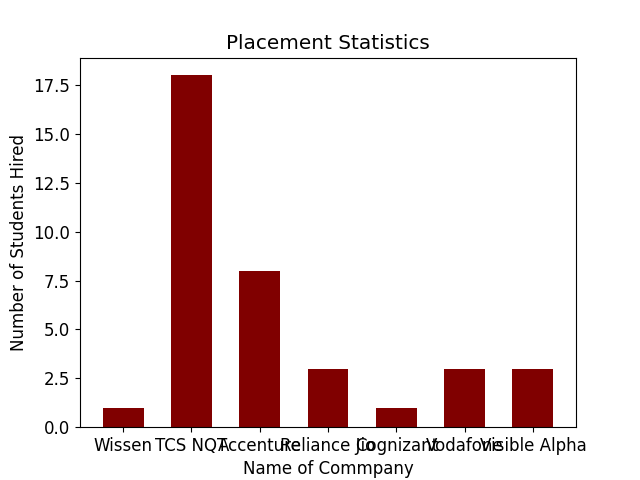 Placement Statistics
Number of Students Hired
17.5
15.0
12.5
10.0
7.5
5.0
2.5
0.0
Wissen TCS NQT Accenture Reliance Jio Cognizant Vodafone Visible Alpha
Name of Commpany